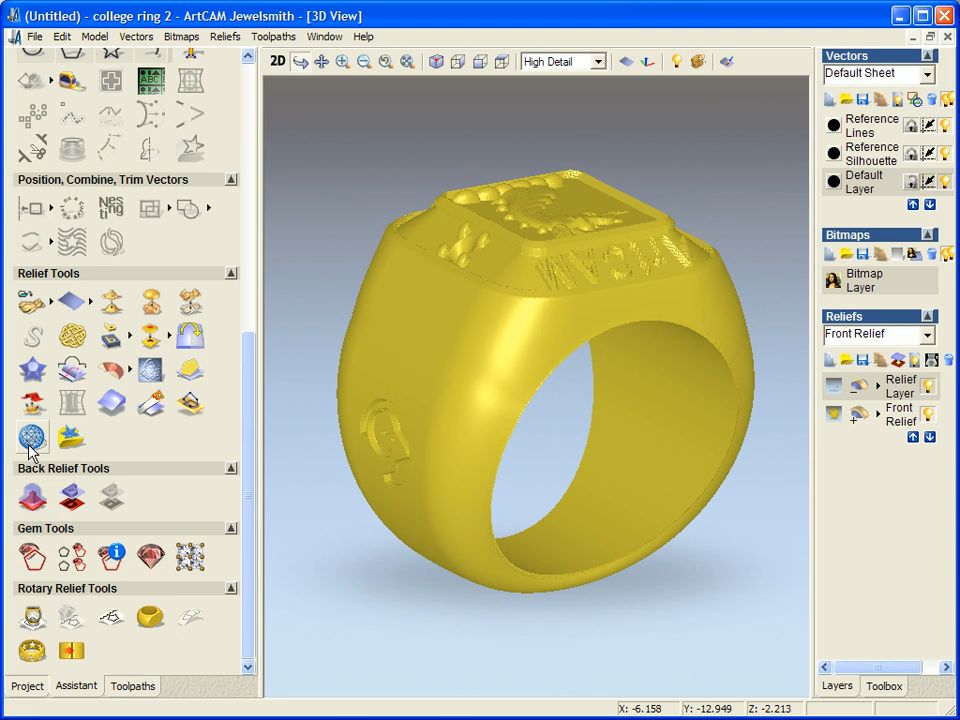 (Untitled) - college ring 2 - ArtCAM Jewelsmith - [3D View]
File Edit Model Vectors Bitmaps Reliefs Toolpaths Window Help
2D
High Detail
ABC
Position, Combine, Trim Vectors
Nes
ting
Relief Tools
Back Relief Tools
Gem Tools
Rotary Relief Tools
Project Assistant Toolpaths
Vectors
Default Sheet
Reference
Lines
Reference
Silhouette
Default
Layer
Bitmaps
Bitmap
Layer
Reliefs
Front Relief
Relief
Layer
Front
Relief
Layers Toolbox
X: -6.158 Y: -12.949 Z: -2.213